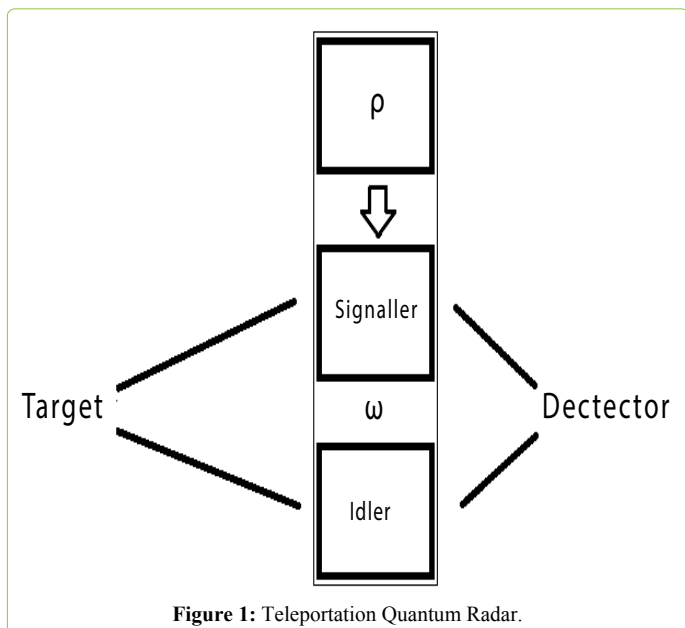 ρ
Signaller
Target
ω
Dectector
Idler
Figure 1: Teleportation Quantum Radar.